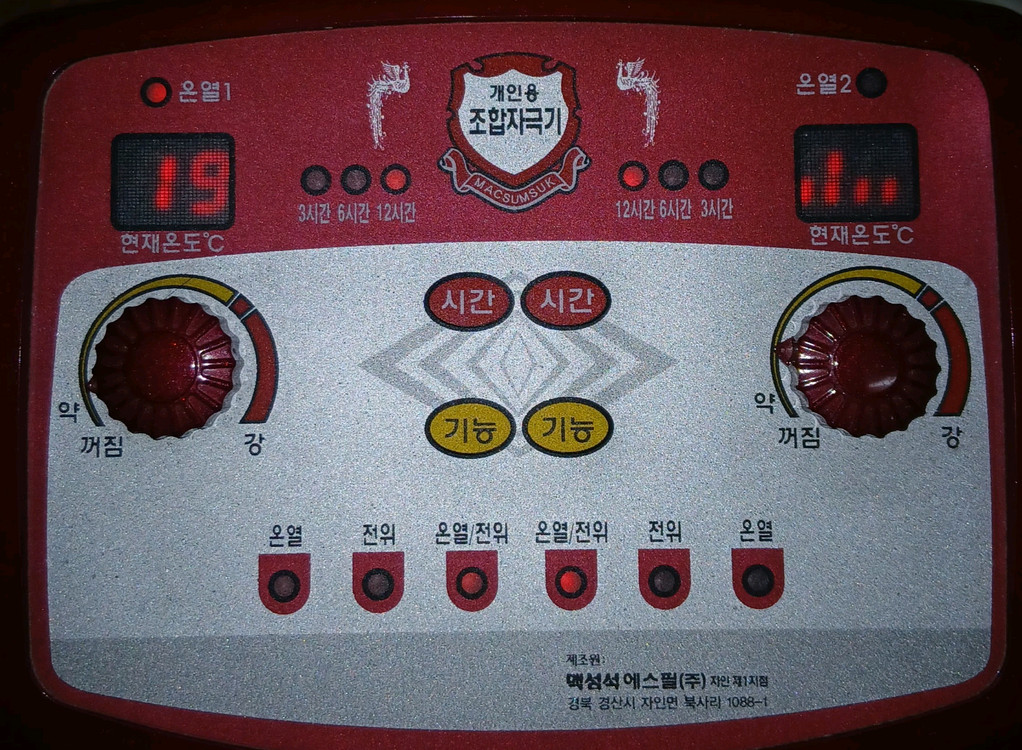 온열1
개인용
조합자극기
MACSUMSUK
온열2
19
현재온도℃
3시간 6시간 12시간
12시간 6시간 3시간
현재온도℃
시간 시간
약
꺼짐
강
기능 기능
약
꺼짐
강
온열 전위 온열/전위 온열/전위 전위 온열
제조원:
맥섬석 에스필(주) 자인 제1지점
경북 경산시 자인면 북사리 1088-1